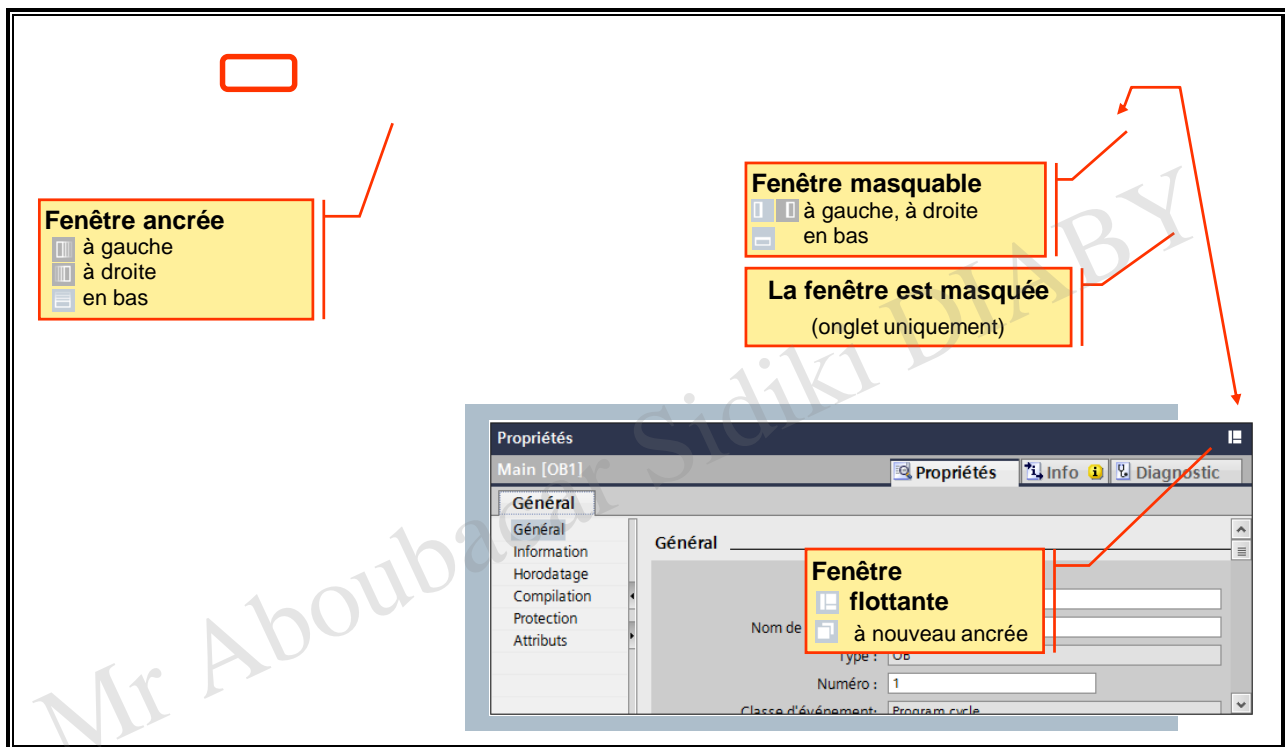 Fenêtre ancrée
à gauche
à droite
en bas
Fenêtre masquable
à gauche, à droite
en bas
La fenêtre est masquée
(onglet uniquement)
Propriétés
Main [OB1]
Propriétés
Info
Diagnostic
Général
Général
Information
Horodatage
Compilation
Protection
Attributs
Général
Fenêtre
flottante
à nouveau ancrée
Nom de
Type : OB
Numéro : 1
Classe d'événement: Program cycle
Mr Aboubacar Sidiki DIABY